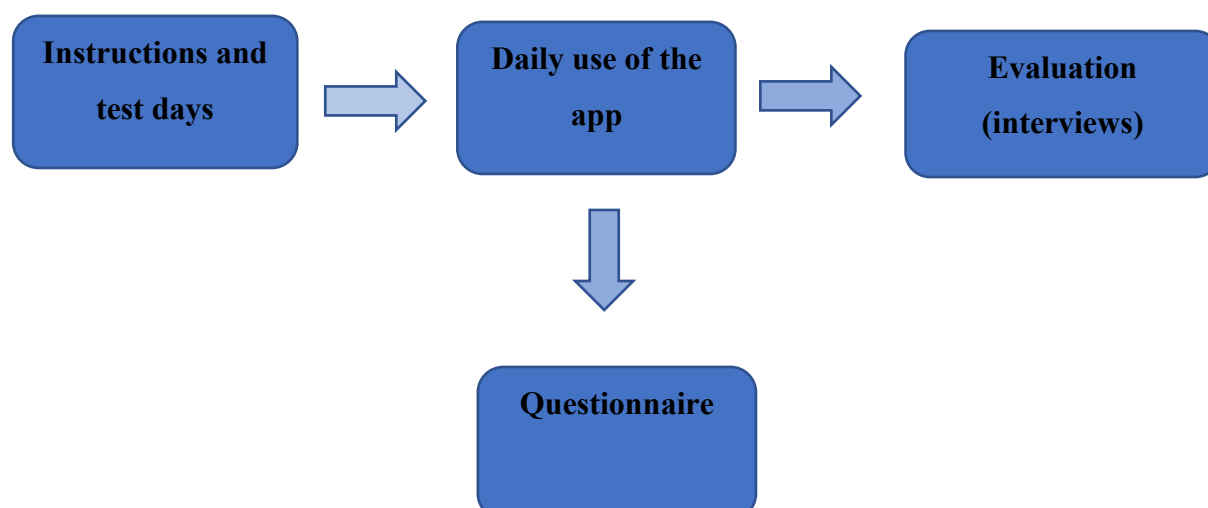 Instructions and
test days
Daily use of the
app
Evaluation
(interviews)
Questionnaire